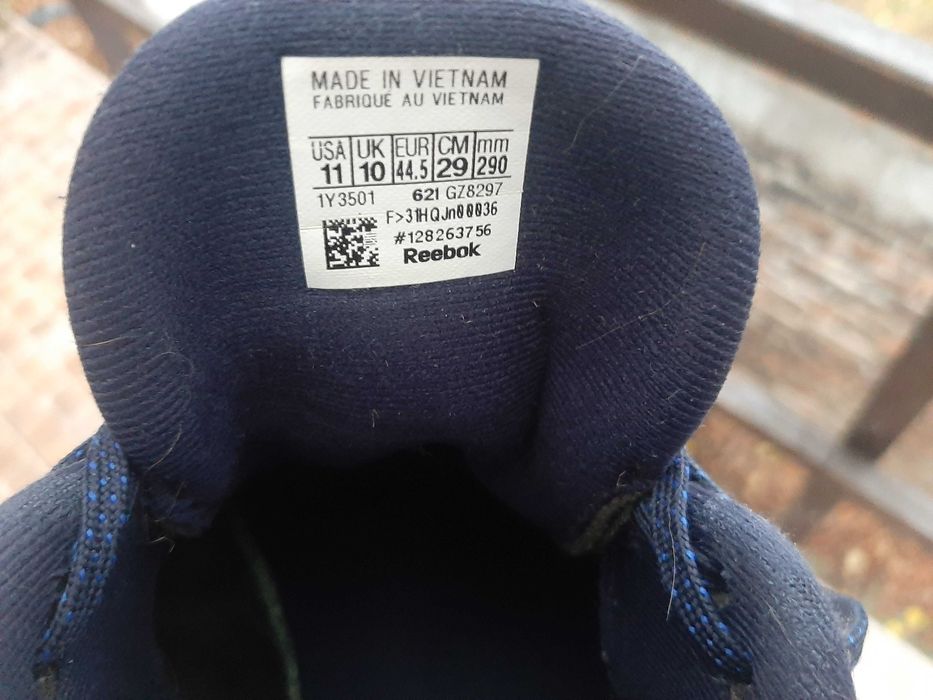 MADE IN VIETNAM
FABRIQUÉ AU VIETNAM
USA UK EUR CM mm
11 10 44.5 29 290
1Y3501 621 GZ8297
F>31HQJn00036
#128263756
Reebok